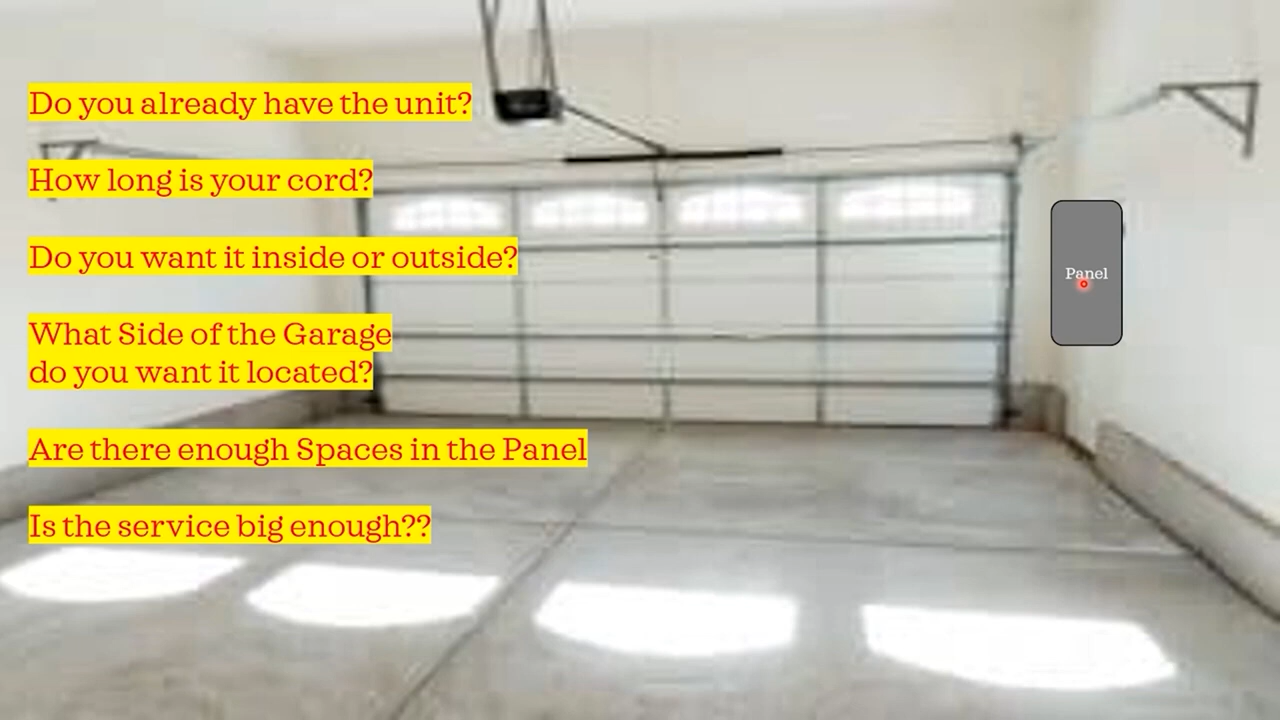 Do you already have the unit?
How long is your cord?
Do you want it inside or outside?
What Side of the Garage
do you want it located?
Are there enough Spaces in the Panel
Is the service big enough??
Panel